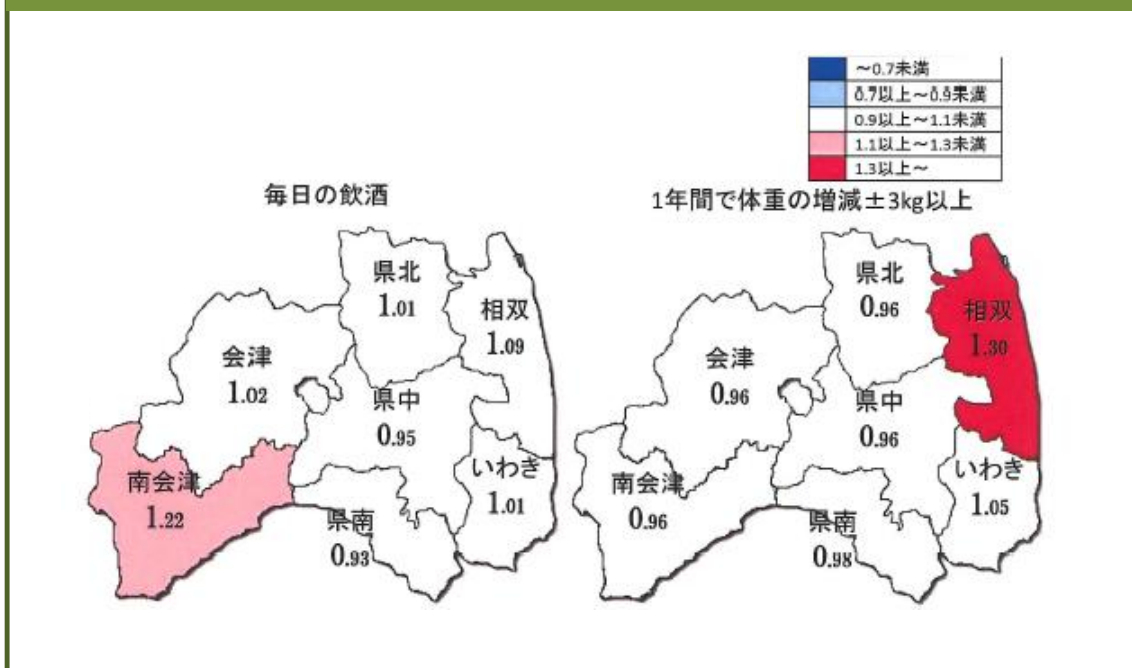 ～0.7未満
0.7以上～0.9未満
0.9以上～1.1未満
1.1以上～1.3未満
1.3以上～
毎日の飲酒
県北
1.01
相双
1.09
会津
1.02
県中
0.95
いわき
1.01
南会津
1.22
県南
0.93
1年間で体重の増減±3kg以上
県北
0.96
相双
1.30
会津
0.96
県中
0.96
いわき
1.05
南会津
0.96
県南
0.98